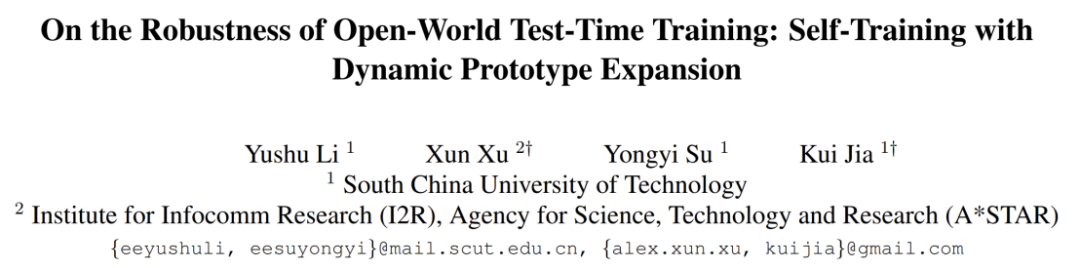 On the Robustness of Open-World Test-Time Training: Self-Training with
Dynamic Prototype Expansion
Yushu Li 1 Xun Xu 2† Yongyi Su 1 Kui Jia 1†
1 South China University of Technology
2 Institute for Infocomm Research (I2R), Agency for Science, Technology and Research (A*STAR)
{eeyushuli, eesuyongyi}@mail.scut.edu.cn, {alex.xun.xu, kuijia}@gmail.com